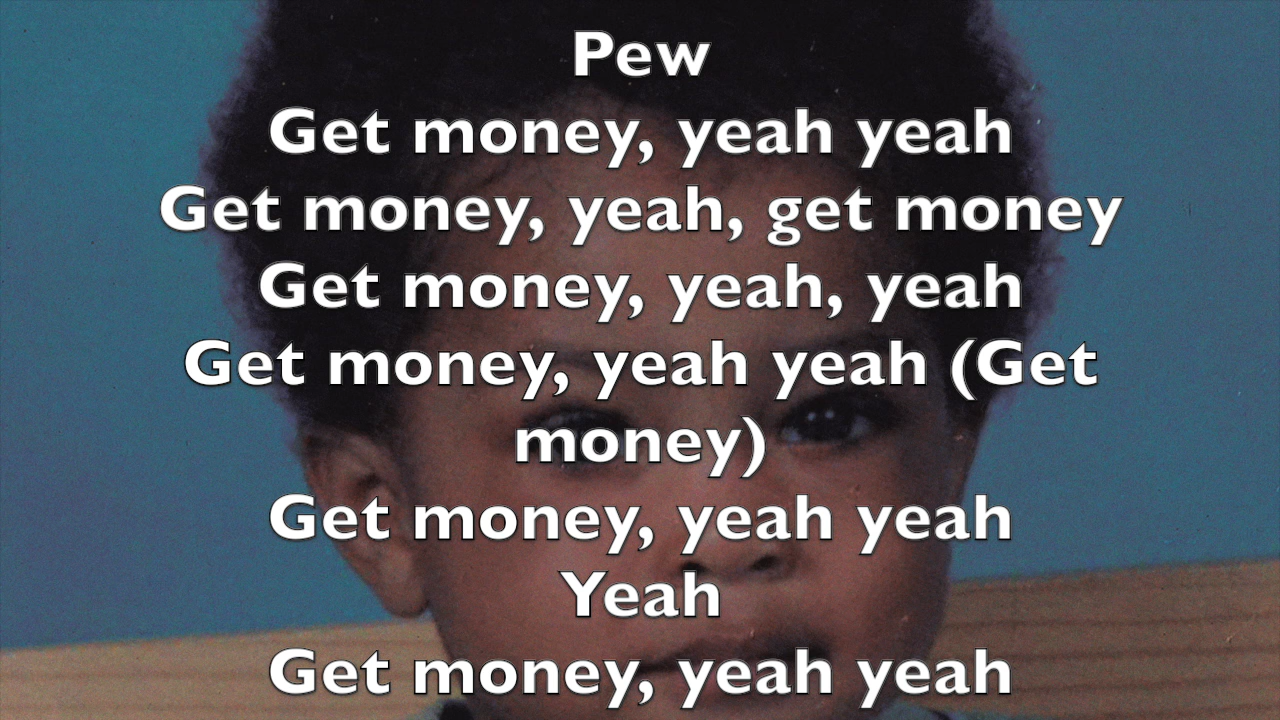 Pew
Get money, yeah yeah
Get money, yeah, get money
Get money, yeah, yeah
Get money, yeah yeah (Get
money)
Get money, yeah yeah
Yeah
Get money, yeah yeah